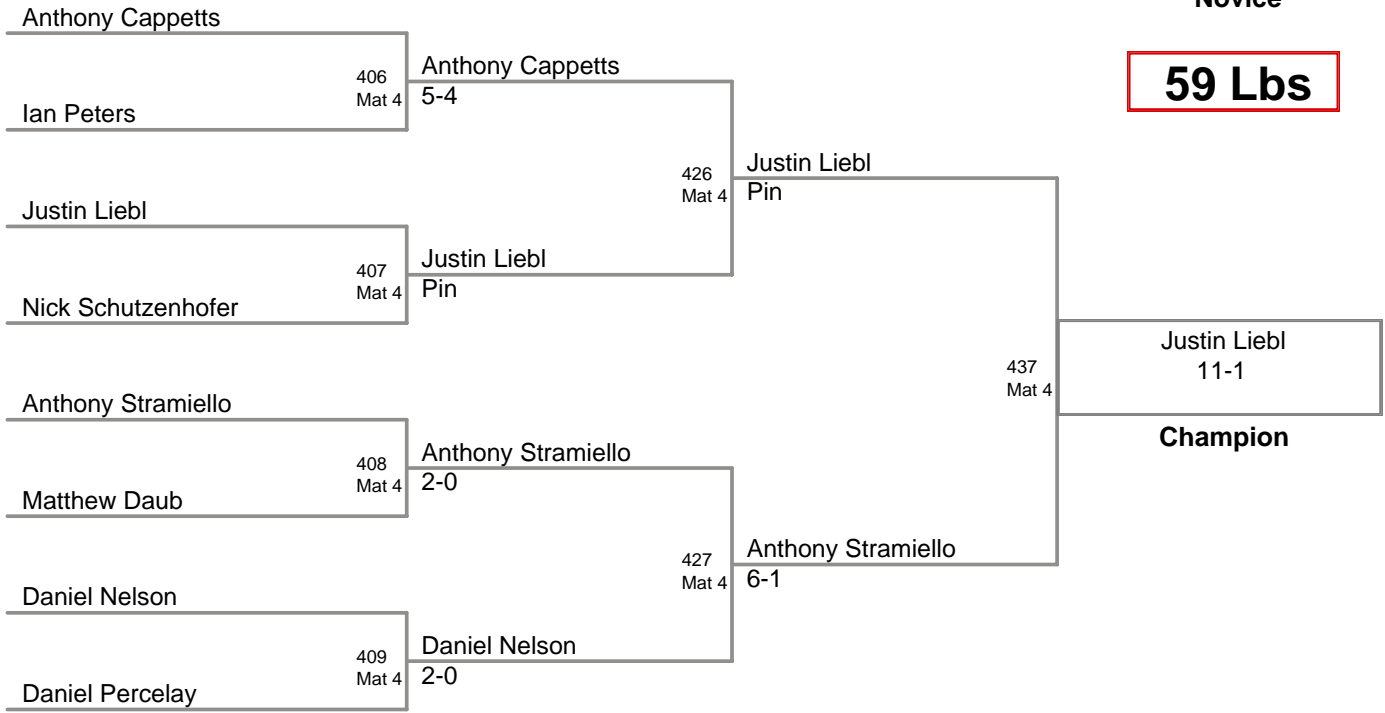 Novice
59 Lbs
Anthony Cappetts
406
Mat 4
Ian Peters
Anthony Cappetts
5-4
Justin Liebl
407
Mat 4
Nick Schutzenhofer
Justin Liebl
Pin
426
Mat 4
Justin Liebl
Pin
Anthony Stramiello
408
Mat 4
Matthew Daub
Anthony Stramiello
2-0
Daniel Nelson
409
Mat 4
Daniel Percelay
Daniel Nelson
2-0
427
Mat 4
Anthony Stramiello
6-1
437
Mat 4
Justin Liebl
11-1
Champion